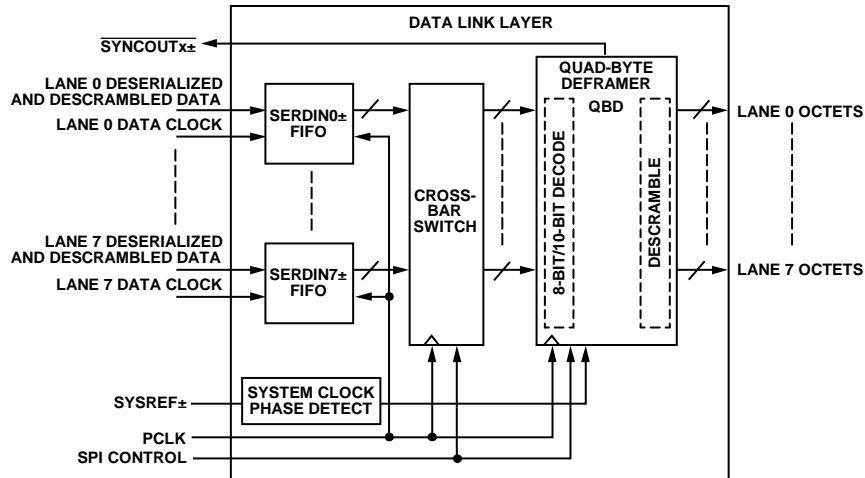 DATA LINK LAYER
SYNCOUTx±
LANE 0 DESERIALIZED
AND DESCRAMBLED DATA
LANE 0 DATA CLOCK
SERDIN0±
FIFO
LANE 7 DESERIALIZED
AND DESCRAMBLED DATA
LANE 7 DATA CLOCK
SERDIN7±
FIFO
CROSS-
BAR
SWITCH
QUAD-BYTE
DEFRAMER
QBD
8-BIT/10-BIT DECODE
DESCRAMBLE
LANE 0 OCTETS
LANE 7 OCTETS
SYSREF±
SYSTEM CLOCK
PHASE DETECT
PCLK
SPI CONTROL